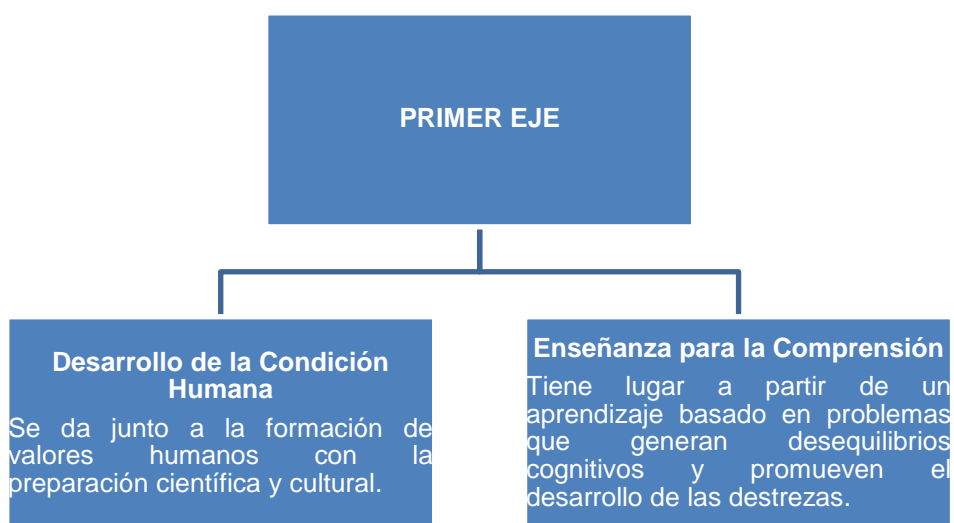 PRIMER EJE
Desarrollo de la Condición
Humana
Se da junto a la formación de
valores humanos con la
preparación científica y cultural.
Enseñanza para la Comprensión
Tiene lugar a partir de un
aprendizaje basado en problemas
que generan desequilibrios
cognitivos y promueven el
desarrollo de las destrezas.